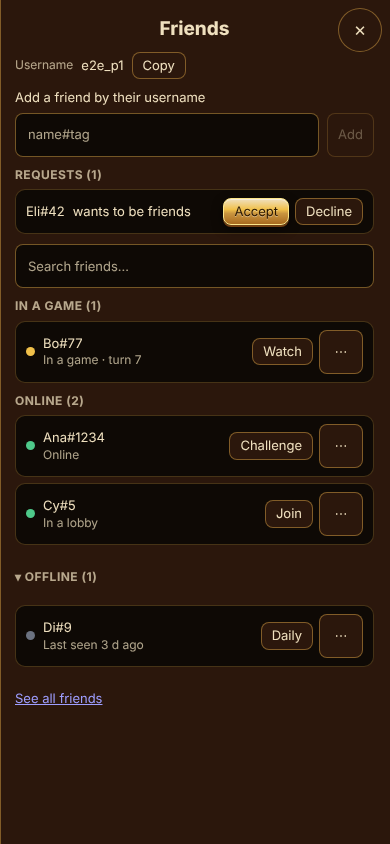 Friends
×
Username e2e_p1 Copy
Add a friend by their username
name#tag Add
REQUESTS (1)
Eli#42 wants to be friends Accept Decline
Search friends...
IN A GAME (1)
Bo#77
In a game · turn 7
Watch ...
ONLINE (2)
Ana#1234
Online
Challenge ...
Cy#5
In a lobby
Join ...
▾ OFFLINE (1)
Di#9
Last seen 3 d ago
Daily ...
See all friends